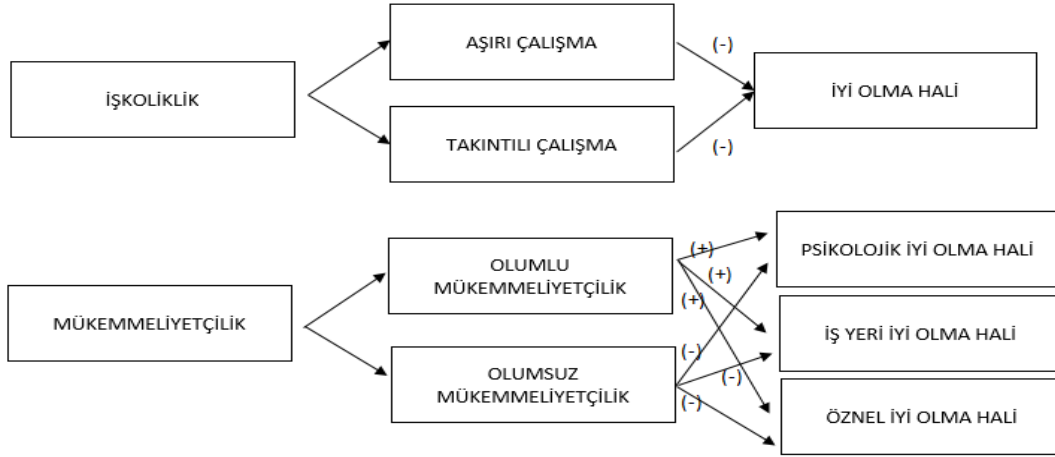 AŞIRI ÇALIŞMA
(-)
İŞKOLİKLİK
İYİ OLMA HALİ
TAKINTILI ÇALIŞMA
(-)
OLUMLU
MÜKEMMELİYETÇİLİK
(+)
(+)
(+)
PSİKOLOJİK İYİ OLMA HALİ
MÜKEMMELİYETÇİLİK
İŞ YERİ İYİ OLMA HALİ
OLUMSUZ
MÜKEMMELİYETÇİLİK
(-)
(-)
(-)
ÖZNEL İYİ OLMA HALİ